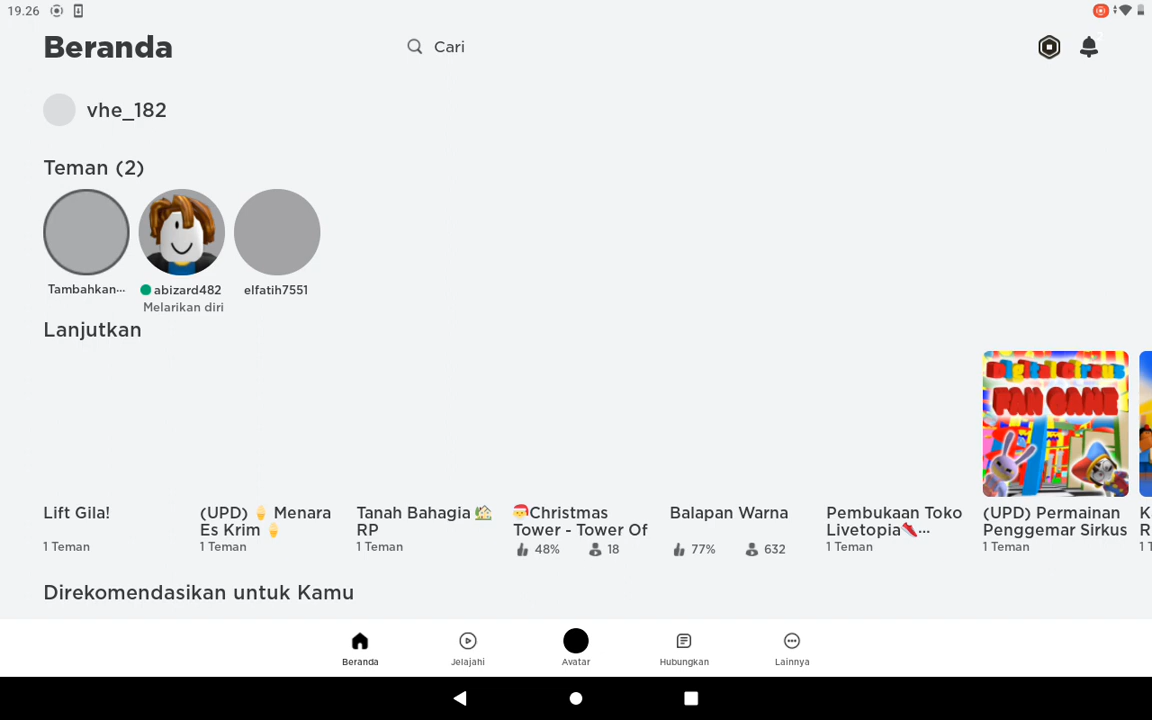 19.26
Beranda
Cari
vhe_182
Teman (2)
Tambahkan...
abizard482
elfatih7551
Melarikan diri
Lanjutkan
FAN GAME
Lift Gila!
(UPD) 🍦 Menara
Es Krim 🍦
Tanah Bahagia 🏡
RP
🎅Christmas
Tower - Tower Of
Balapan Warna
Pembukaan Toko
Livetopia👠...
(UPD) Permainan
Penggemar Sirkus
1 Teman
1 Teman
1 Teman
48%
18
77%
632
1 Teman
1 Teman
Direkomendasikan untuk Kamu
Beranda
Jelajahi
Avatar
Hubungkan
Lainnya